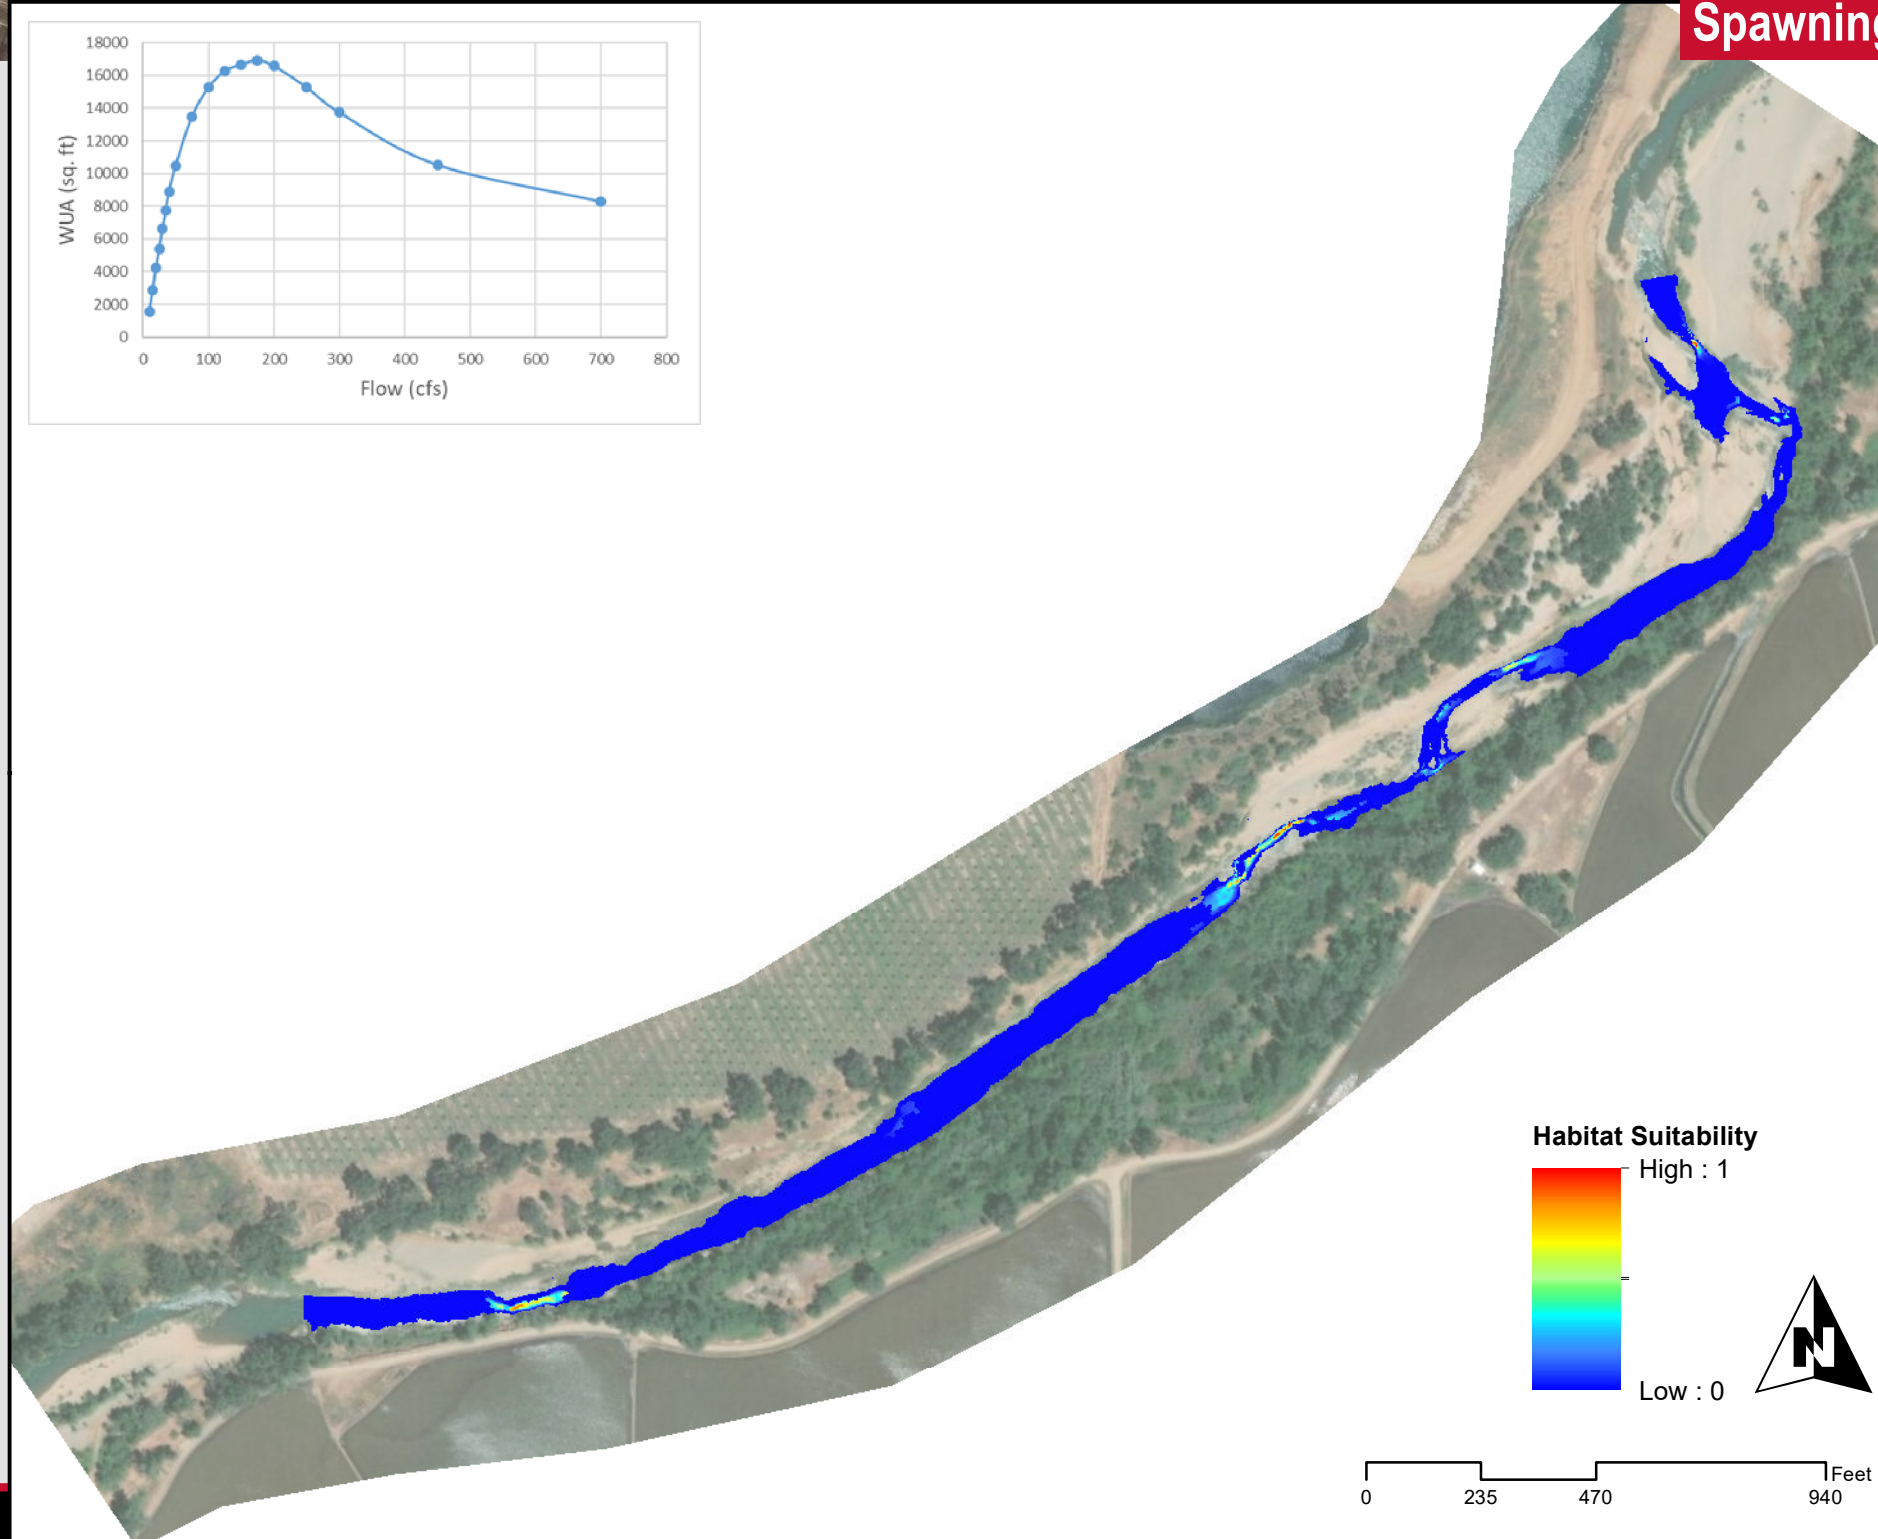 Spawning
18000
16000
14000
12000
10000
8000
6000
4000
2000
0
WUA (sq. ft)
0 100 200 300 400 500 600 700 800
Flow (cfs)
Habitat Suitability
High : 1
Low : 0
N
Feet
0 235 470 940